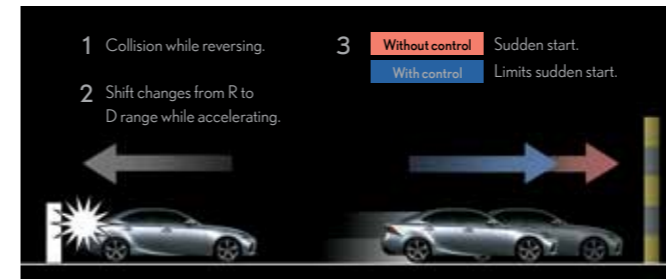 1 Collision while reversing.
2 Shift changes from R to
D range while accelerating.
3 Without control Sudden start.
With control Limits sudden start.